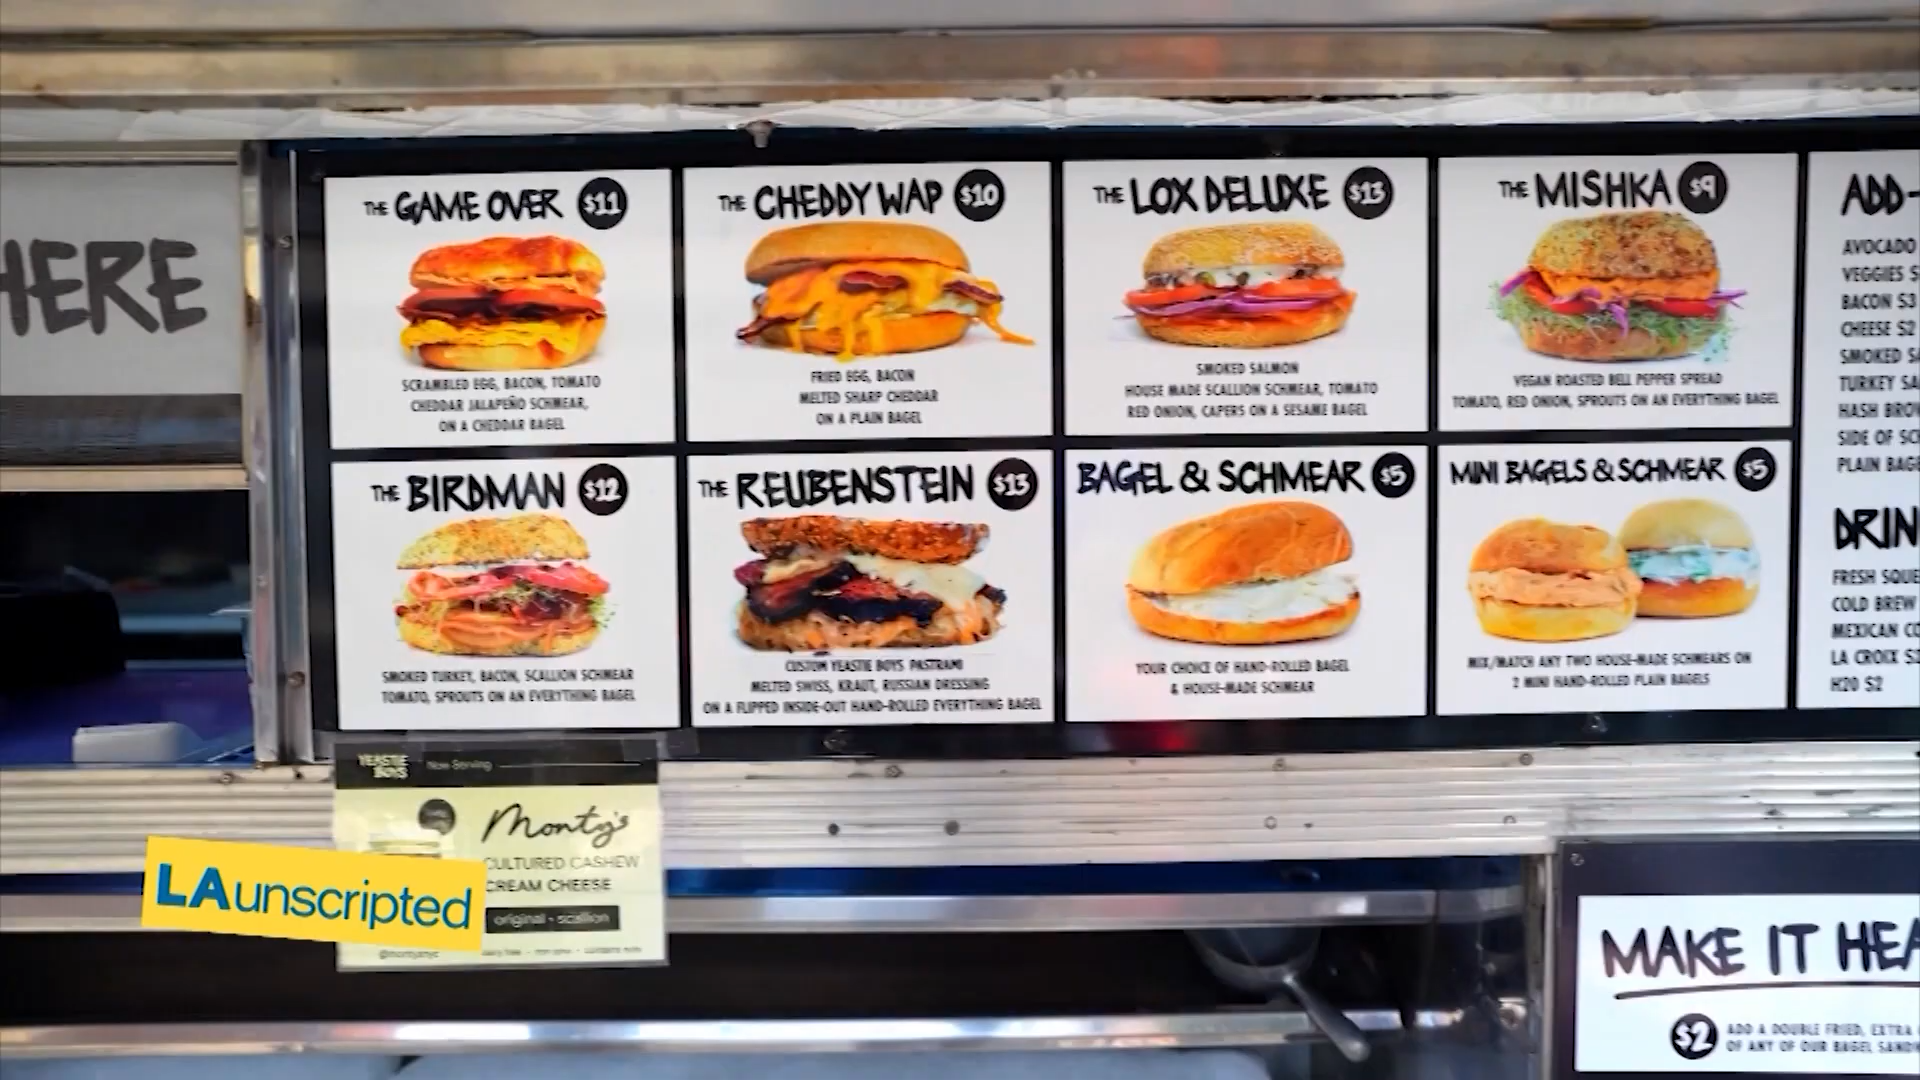 HERE
THE GAME OVER $11
SCRAMBLED EGG, BACON, TOMATO
CHEDDAR JALAPEÑO SCHMEAR,
ON A CHEDDAR BAGEL
THE CHEDDY WAP $10
FRIED EGG, BACON
MELTED SHARP CHEDDAR
ON A PLAIN BAGEL
THE LOX DELUXE $13
SMOKED SALMON
HOUSE MADE SCALLION SCHMEAR, TOMATO
RED ONION, CAPERS ON A SESAME BAGEL
THE MISHKA $9
VEGAN ROASTED BELL PEPPER SPREAD
TOMATO, RED ONION, SPROUTS ON AN EVERYTHING BAGEL
THE BIRDMAN $12
SMOKED TURKEY, BACON, SCALLION SCHMEAR
TOMATO, SPROUTS ON AN EVERYTHING BAGEL
THE REUBENSTEIN $13
CUSTOM YEASTIE BOYS PASTRAMI
MELTED SWISS, KRAUT, RUSSIAN DRESSING
ON A FLIPPED INSIDE-OUT HAND-ROLLED EVERYTHING BAGEL
BAGEL & SCHMEAR $5
YOUR CHOICE OF HAND-ROLLED BAGEL
& HOUSE-MADE SCHMEAR
MINI BAGELS & SCHMEAR $5
MIX/MATCH ANY TWO HOUSE-MADE SCHMEARS ON
2 MINI HAND-ROLLED PLAIN BAGELS
ADD-
AVOCADO
VEGGIES
BACON $3
CHEESE $2
SMOKED SA
TURKEY SA
HASH BROW
SIDE OF SC
PLAIN BAGE
DRIN
FRESH SQUE
COLD BREW
MEXICAN CO
LA CROIX
H20 $2
YEASTIE BOYS
Now Serving
Monty's
CULTURED CASHEW
CREAM CHEESE
original • scallion
LAunscripted
MAKE IT HEA
$2 ADD A DOUBLE FRIED, EXTRA
OF ANY OF OUR BAGEL SAND